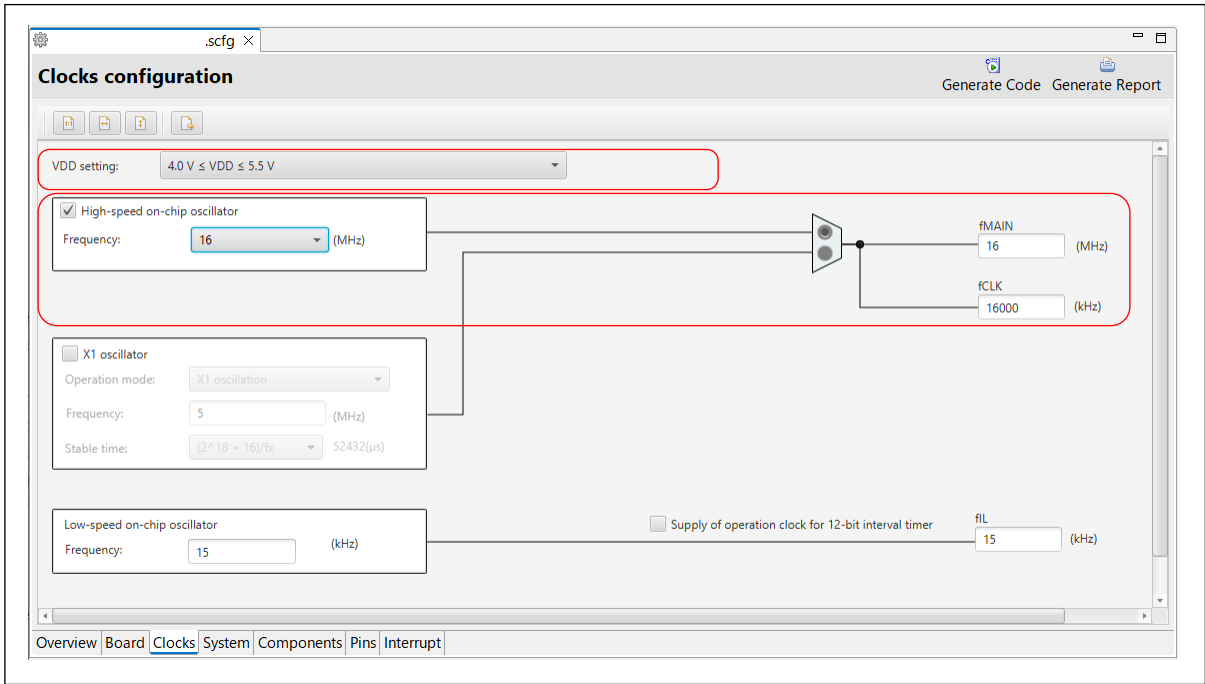 .scfg
Clocks configuration
Generate Code Generate Report
1:1
VDD setting: 4.0 V ≤ VDD ≤ 5.5 V
High-speed on-chip oscillator
Frequency: 16 (MHz)
fMAIN
16 (MHz)
fCLK
16000 (kHz)
X1 oscillator
Operation mode: X1 oscillation
Frequency: 5 (MHz)
Stable time: (2^18 + 16)/fx 52432(μs)
Low-speed on-chip oscillator
Frequency: 15 (kHz)
Supply of operation clock for 12-bit interval timer
fIL
15 (kHz)
Overview Board Clocks System Components Pins Interrupt